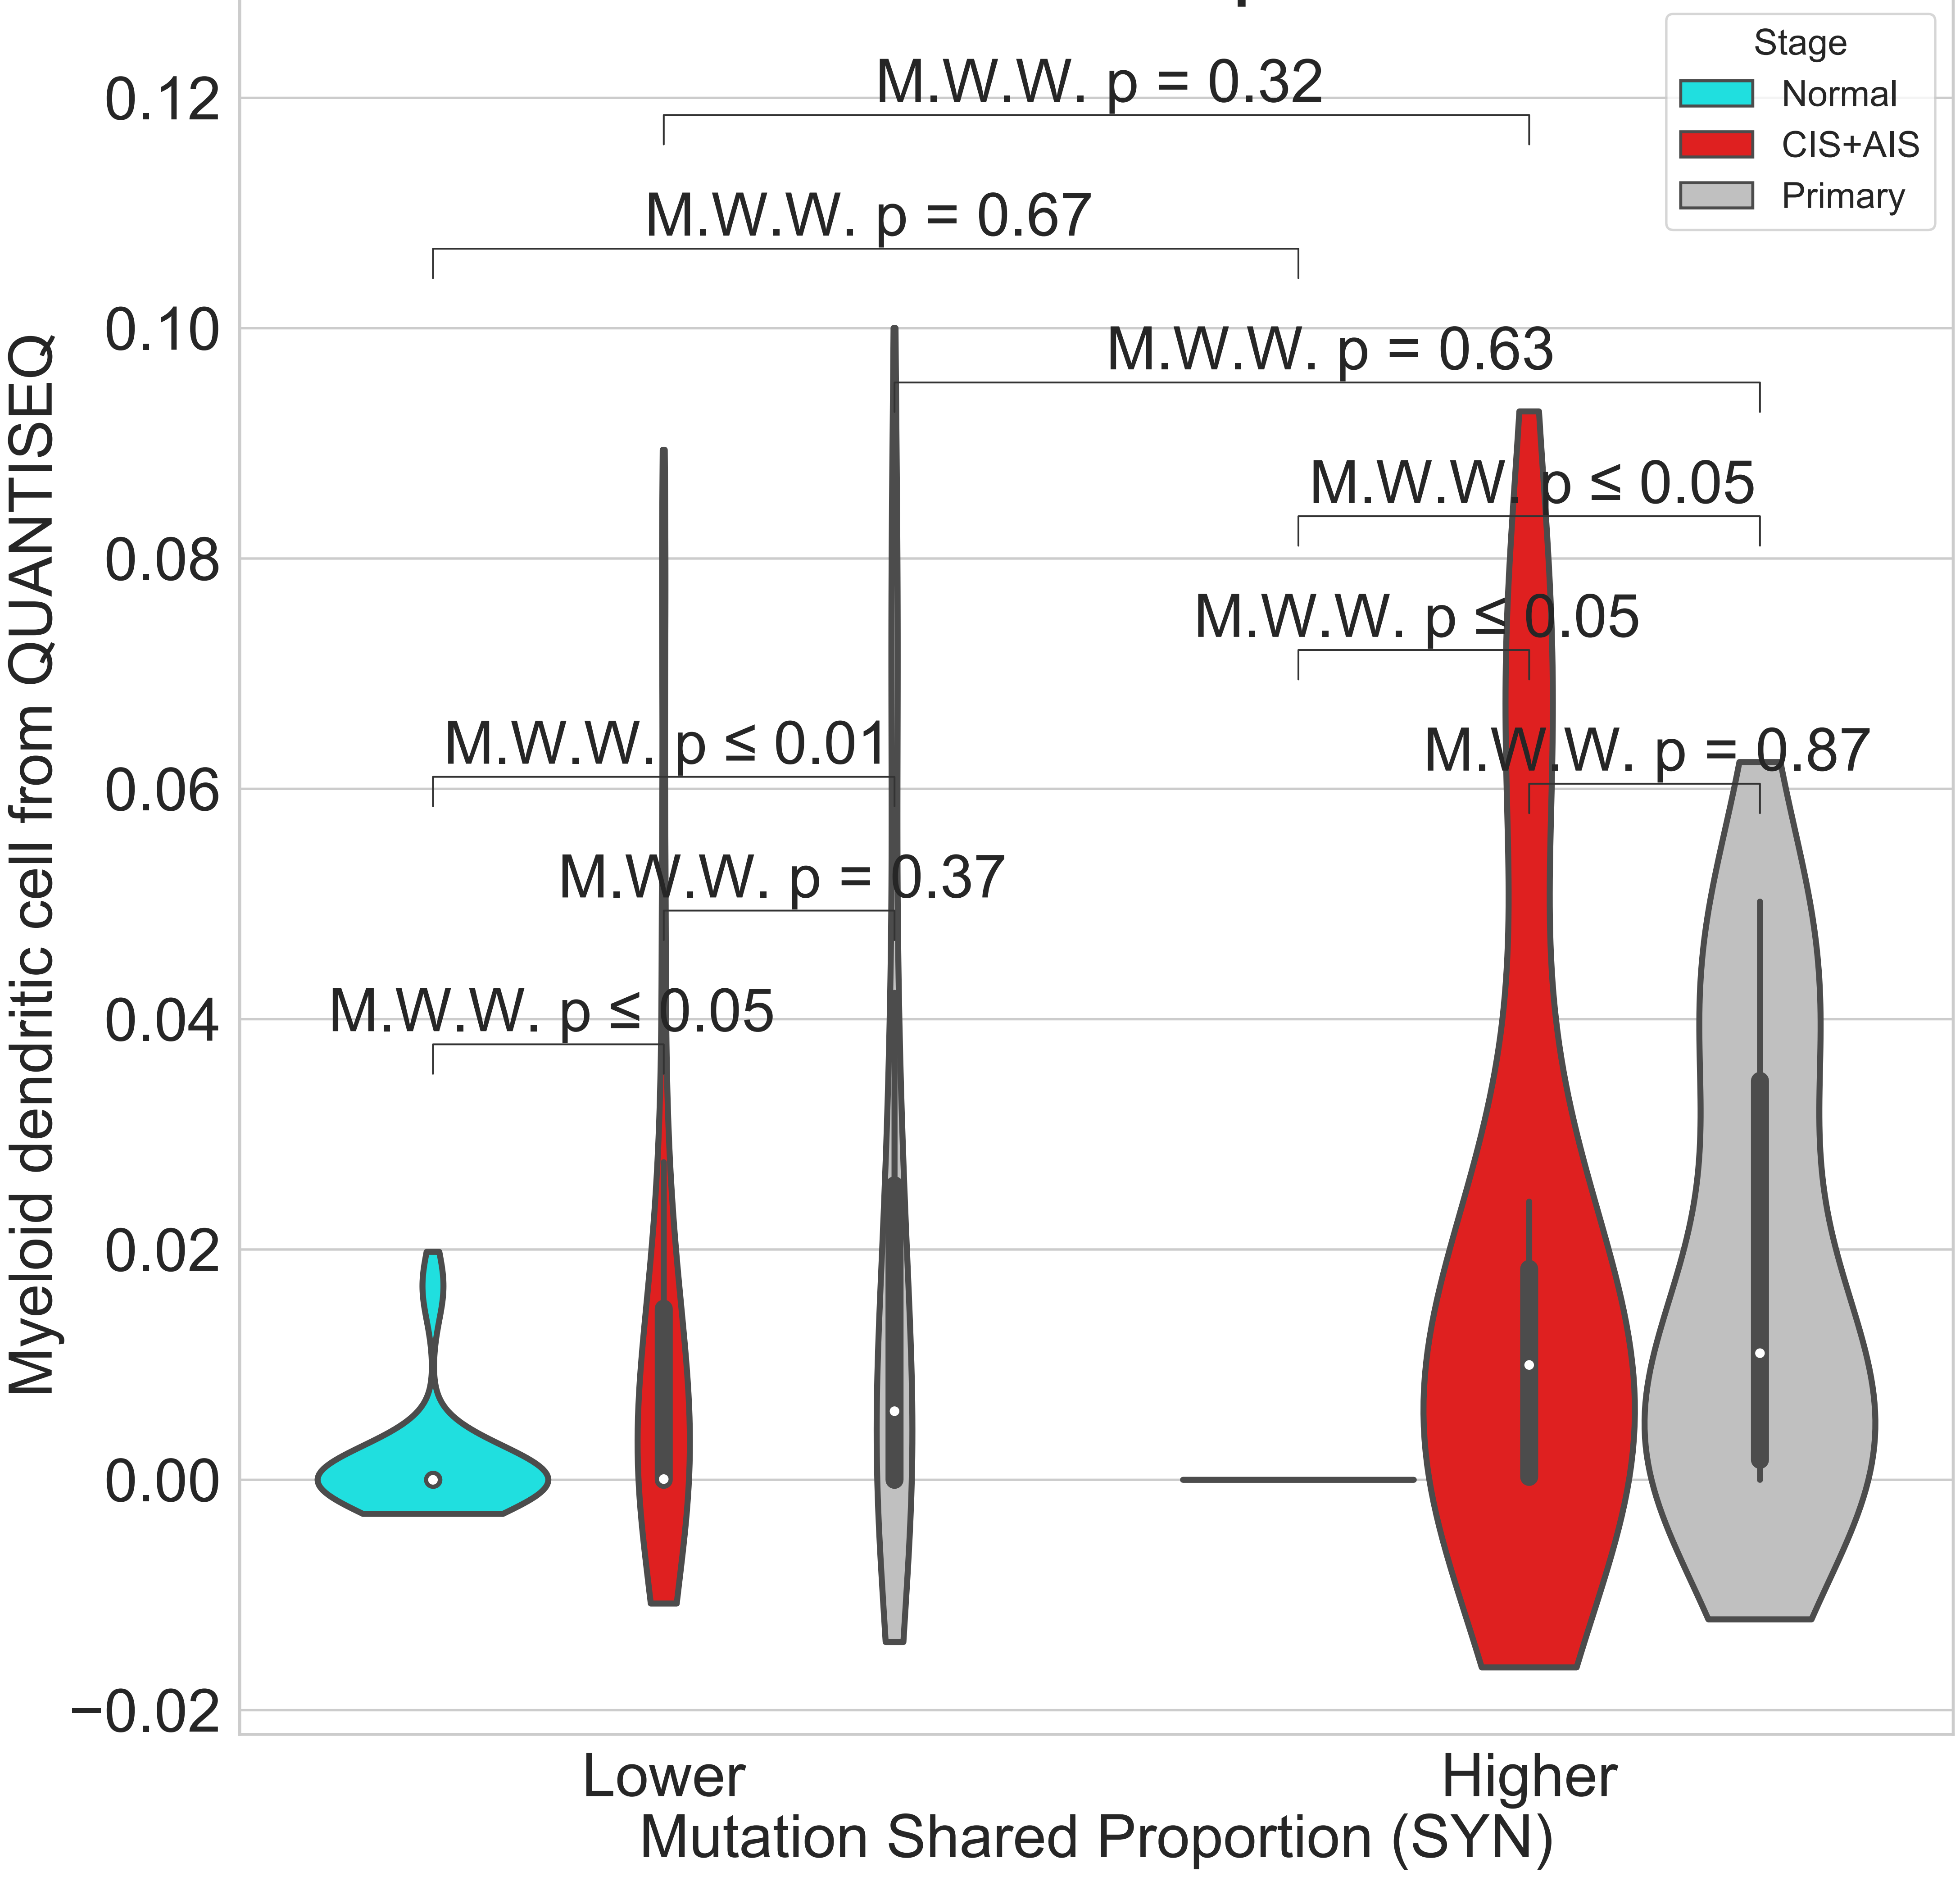 Stage
Normal
CIS+AIS
Primary
M.W.W. p = 0.32
M.W.W. p = 0.67
M.W.W. p = 0.63
M.W.W. p ≤ 0.05
M.W.W. p ≤ 0.05
M.W.W. p ≤ 0.01
M.W.W. p = 0.87
M.W.W. p = 0.37
M.W.W. p ≤ 0.05
0.12
0.10
0.08
0.06
0.04
0.02
0.00
−0.02
Myeloid dendritic cell from QUANTISEQ
Lower
Higher
Mutation Shared Proportion (SYN)